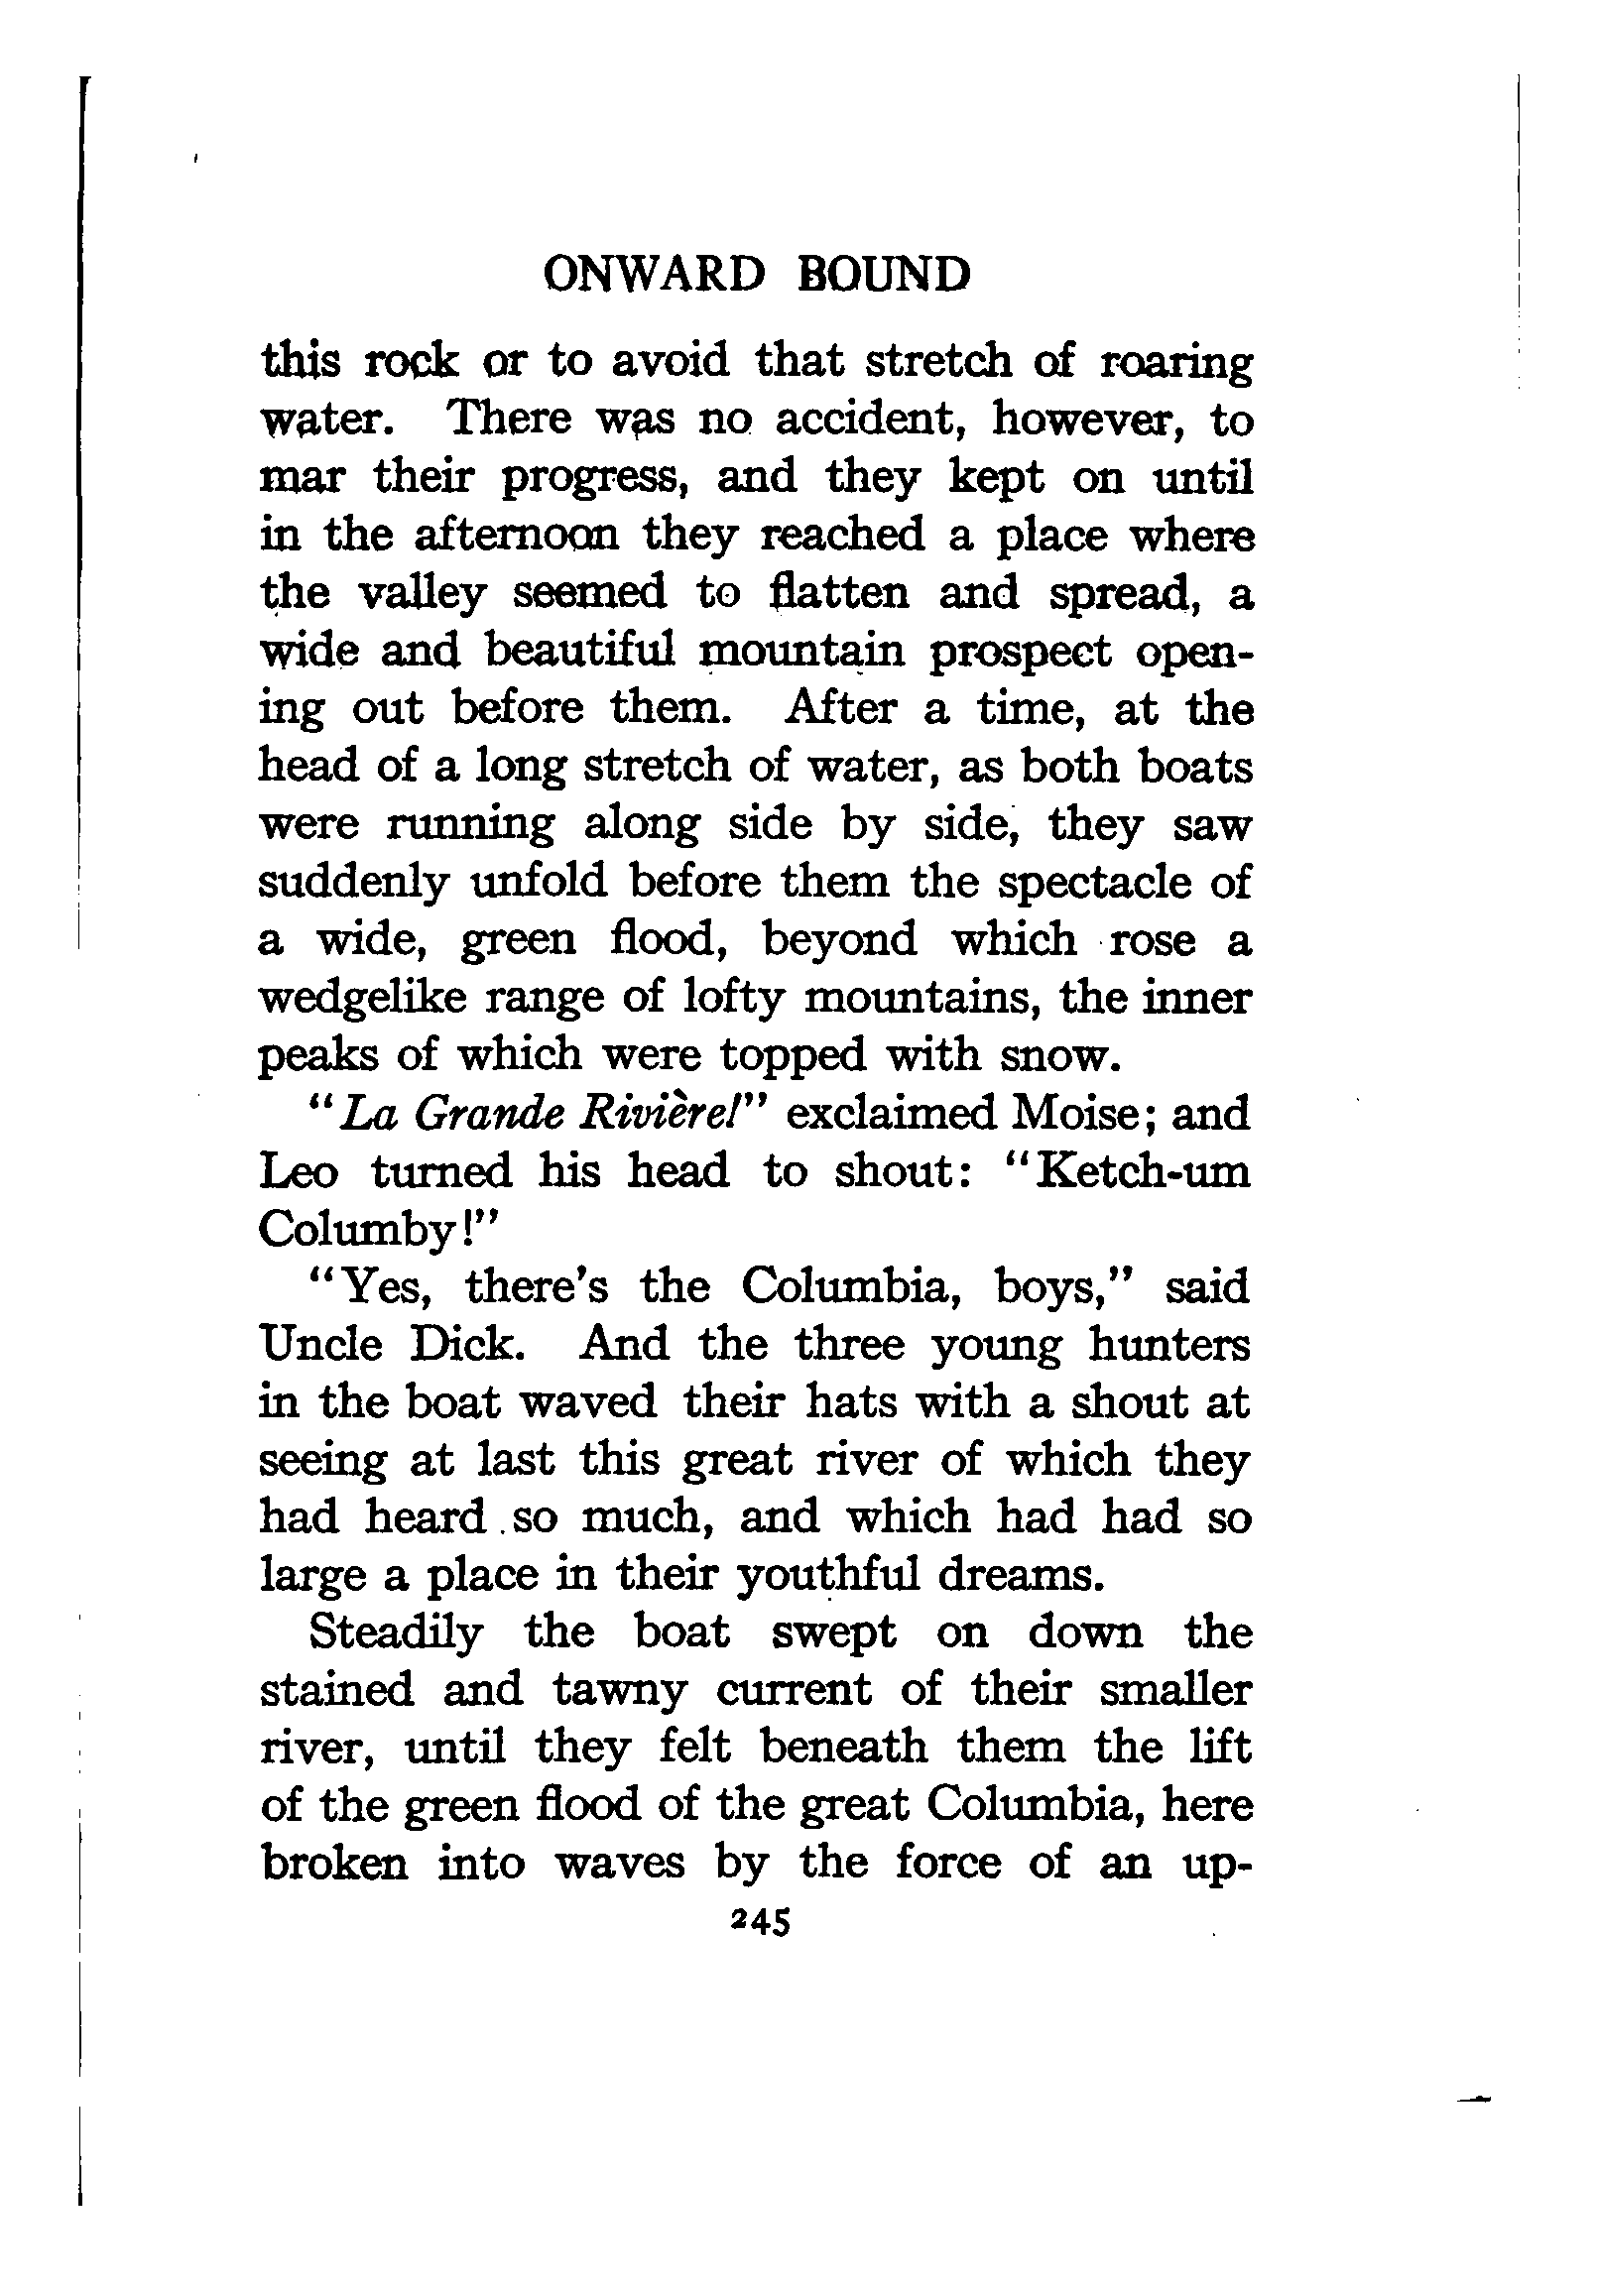 ONWARD BOUND
this rock or to avoid that stretch of roaring
water. There was no accident, however, to
mar their progress, and they kept on until
in the afternoon they reached a place where
the valley seemed to flatten and spread, a
wide and beautiful mountain prospect open-
ing out before them. After a time, at the
head of a long stretch of water, as both boats
were running along side by side, they saw
suddenly unfold before them the spectacle of
a wide, green flood, beyond which rose a
wedgelike range of lofty mountains, the inner
peaks of which were topped with snow.
"La Grande Rivière!" exclaimed Moise; and
Leo turned his head to shout: "Ketch-um
Columby!"
"Yes, there's the Columbia, boys," said
Uncle Dick. And the three young hunters
in the boat waved their hats with a shout at
seeing at last this great river of which they
had heard so much, and which had had so
large a place in their youthful dreams.
Steadily the boat swept on down the
stained and tawny current of their smaller
river, until they felt beneath them the lift
of the green flood of the great Columbia, here
broken into waves by the force of an up-
245